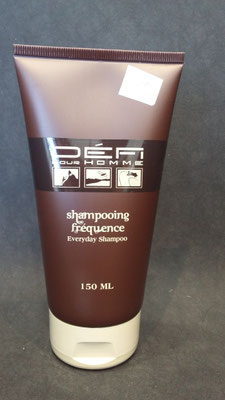 DÉFI
POUR HOMME
shampooing
fréquence
Everyday Shampoo
150 ML